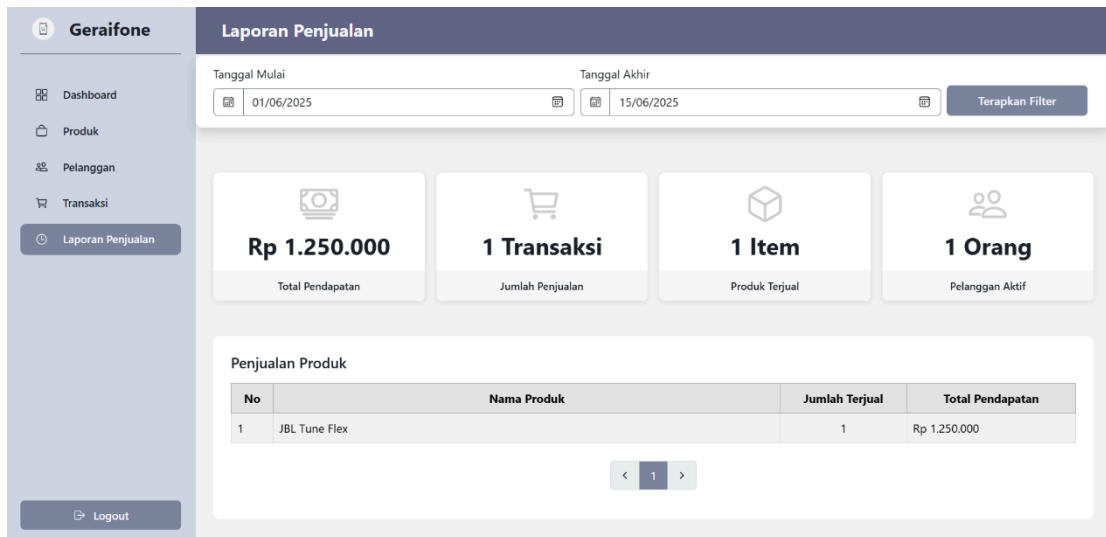 Geraifone
Dashboard
Produk
Pelanggan
Transaksi
Laporan Penjualan
Logout
Laporan Penjualan
Tanggal Mulai
01/06/2025
Tanggal Akhir
15/06/2025
Terapkan Filter
Rp 1.250.000
Total Pendapatan
1 Transaksi
Jumlah Penjualan
1 Item
Produk Terjual
1 Orang
Pelanggan Aktif
Penjualan Produk
No Nama Produk Jumlah Terjual Total Pendapatan
1 JBL Tune Flex 1 Rp 1.250.000
< 1 >